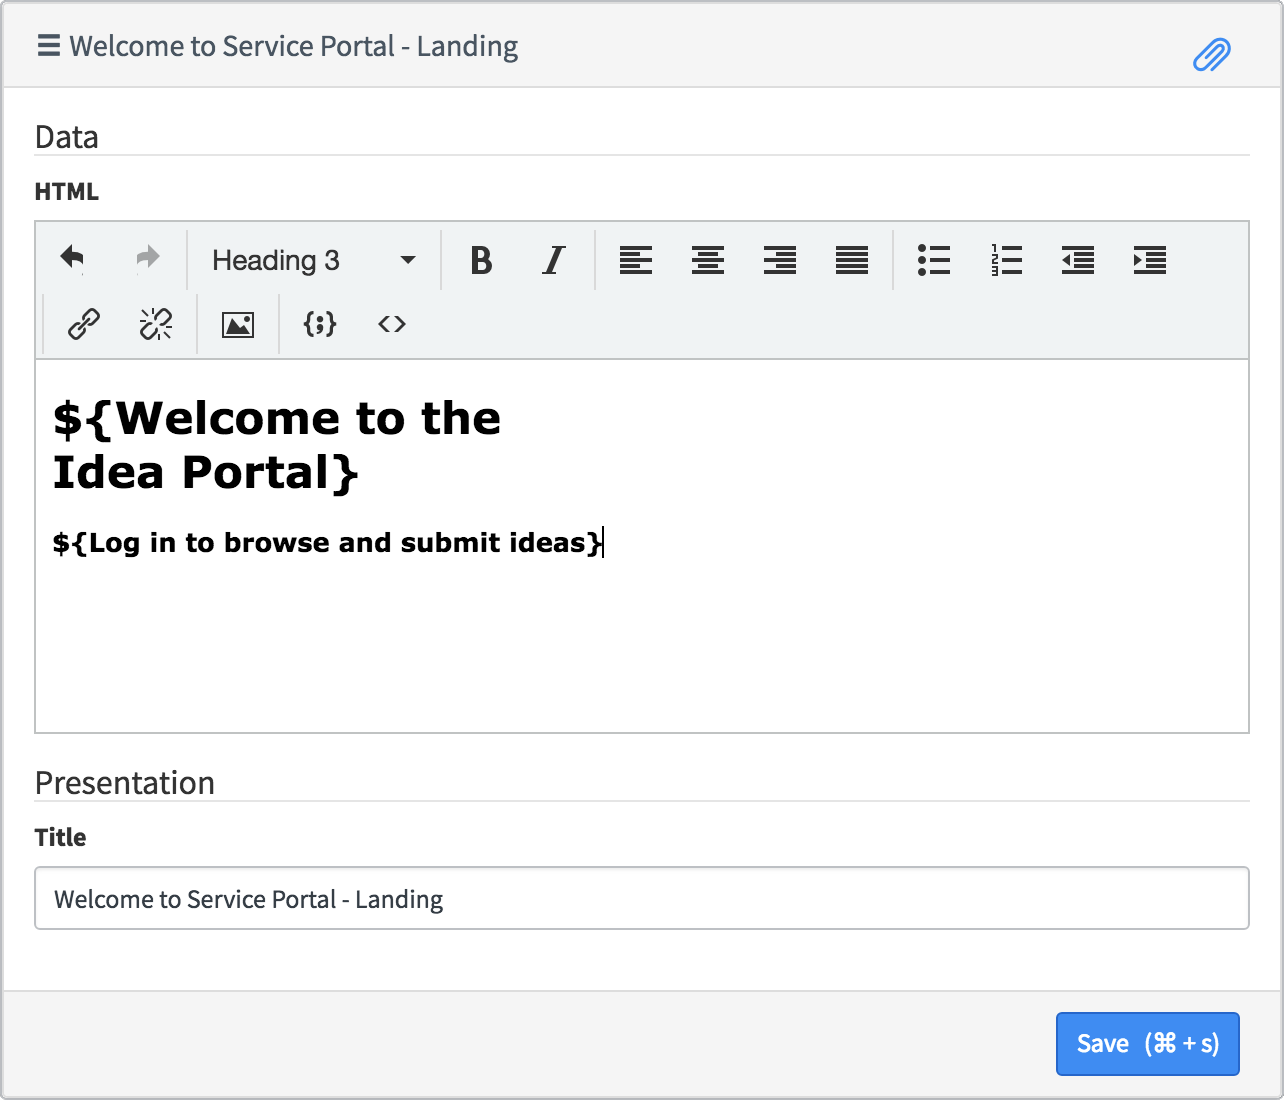 Welcome to Service Portal - Landing
Data
HTML
Heading 3
B I
{;} <>
${Welcome to the
Idea Portal}
${Log in to browse and submit ideas}
Presentation
Title
Welcome to Service Portal - Landing
Save (⌘ + s)